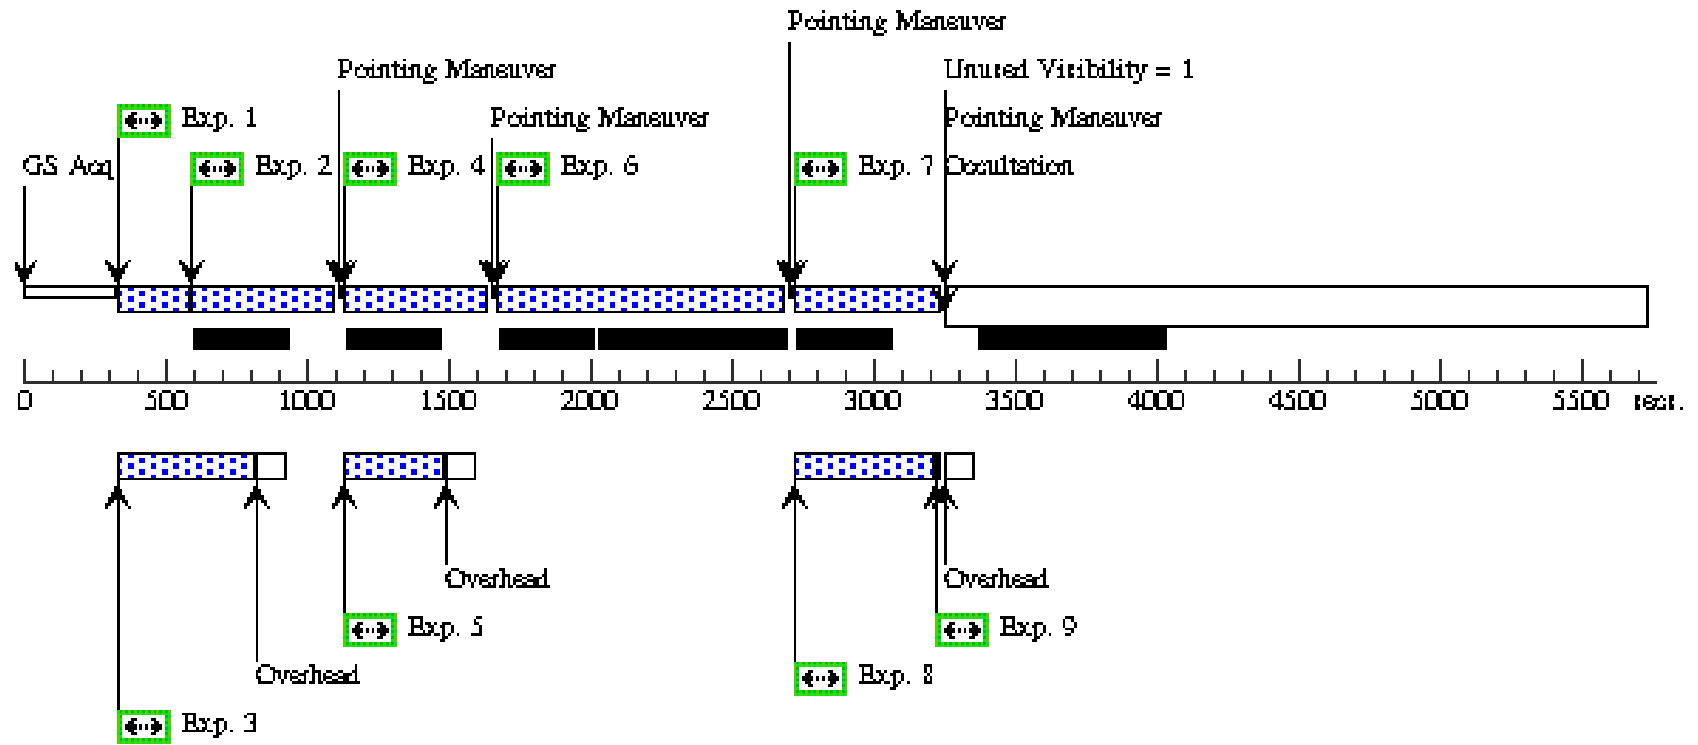 Pointing Maneuver
Pointing Maneuver
Unused Visibility = 1
Exp. 1
Pointing Maneuver
Pointing Maneuver
GS Acq
Exp. 2
Exp. 4
Exp. 6
Exp. 7
Occultation
0 500 1000 1500 2000 2500 3000 3500 4000 4500 5000 5500 secs.
Overhead
Overhead
Exp. 5
Exp. 9
Overhead
Exp. 8
Exp. 3